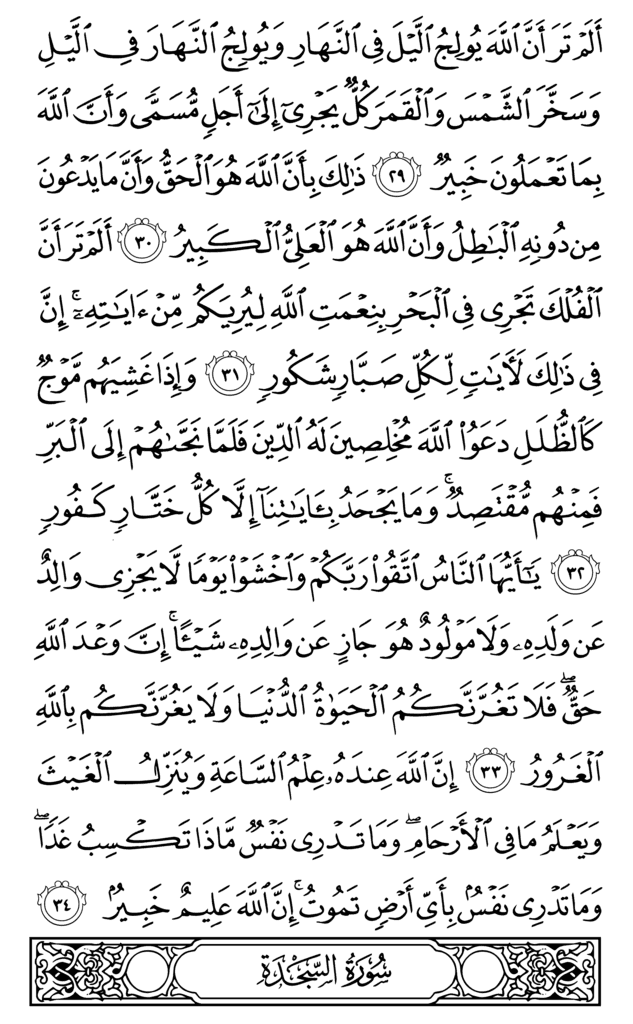 أَلَمْ تَرَ أَنَّ ٱللَّهَ يُولِجُ ٱلَّيْلَ فِى ٱلنَّهَارِ وَيُولِجُ ٱلنَّهَارَ فِى ٱلَّيْلِ
وَسَخَّرَ ٱلشَّمْسَ وَٱلْقَمَرَ كُلٌّ يَجْرِىٓ إِلَىٰٓ أَجَلٍ مُّسَمًّى وَأَنَّ ٱللَّهَ
بِمَا تَعْمَلُونَ خَبِيرٌ ٢٩ ذَٰلِكَ بِأَنَّ ٱللَّهَ هُوَ ٱلْحَقُّ وَأَنَّ مَا يَدْعُونَ
مِن دُونِهِ ٱلْبَـٰطِلُ وَأَنَّ ٱللَّهَ هُوَ ٱلْعَلِىُّ ٱلْكَبِيرُ ٣٠ أَلَمْ تَرَ أَنَّ
ٱلْفُلْكَ تَجْرِى فِى ٱلْبَحْرِ بِنِعْمَتِ ٱللَّهِ لِيُرِيَكُم مِّنْ ءَايَـٰتِهِۦٓ ۚ إِنَّ
فِى ذَٰلِكَ لَـَٔايَـٰتٍ لِّكُلِّ صَبَّارٍ شَكُورٍ ٣١ وَإِذَا غَشِيَهُم مَّوْجٌ
كَٱلظُّلَلِ دَعَوُا۟ ٱللَّهَ مُخْلِصِينَ لَهُ ٱلدِّينَ فَلَمَّا نَجَّىٰهُمْ إِلَى ٱلْبَرِّ
فَمِنْهُم مُّقْتَصِدٌ ۚ وَمَا يَجْحَدُ بِـَٔايَـٰتِنَآ إِلَّا كُلُّ خَتَّارٍ كَفُورٍ
٣٢ يَـٰٓأَيُّهَا ٱلنَّاسُ ٱتَّقُوا۟ رَبَّكُمْ وَٱخْشَوْا۟ يَوْمًا لَّا يَجْزِى وَالِدٌ
عَن وَلَدِهِۦ وَلَا مَوْلُودٌ هُوَ جَازٍ عَن وَالِدِهِۦ شَيْـًٔا ۚ إِنَّ وَعْدَ ٱللَّهِ
حَقٌّ ۖ فَلَا تَغُرَّنَّكُمُ ٱلْحَيَوٰةُ ٱلدُّنْيَا وَلَا يَغُرَّنَّكُم بِٱللَّهِ
ٱلْغَرُورُ ٣٣ إِنَّ ٱللَّهَ عِندَهُۥ عِلْمُ ٱلسَّاعَةِ وَيُنَزِّلُ ٱلْغَيْثَ
وَيَعْلَمُ مَا فِى ٱلْأَرْحَامِ ۖ وَمَا تَدْرِى نَفْسٌ مَّاذَا تَكْسِبُ غَدًا ۖ
وَمَا تَدْرِى نَفْسٌۢ بِأَىِّ أَرْضٍ تَمُوتُ ۚ إِنَّ ٱللَّهَ عَلِيمٌ خَبِيرٌۢ ٣٤
سُورَةُ السَّجْدَةِ